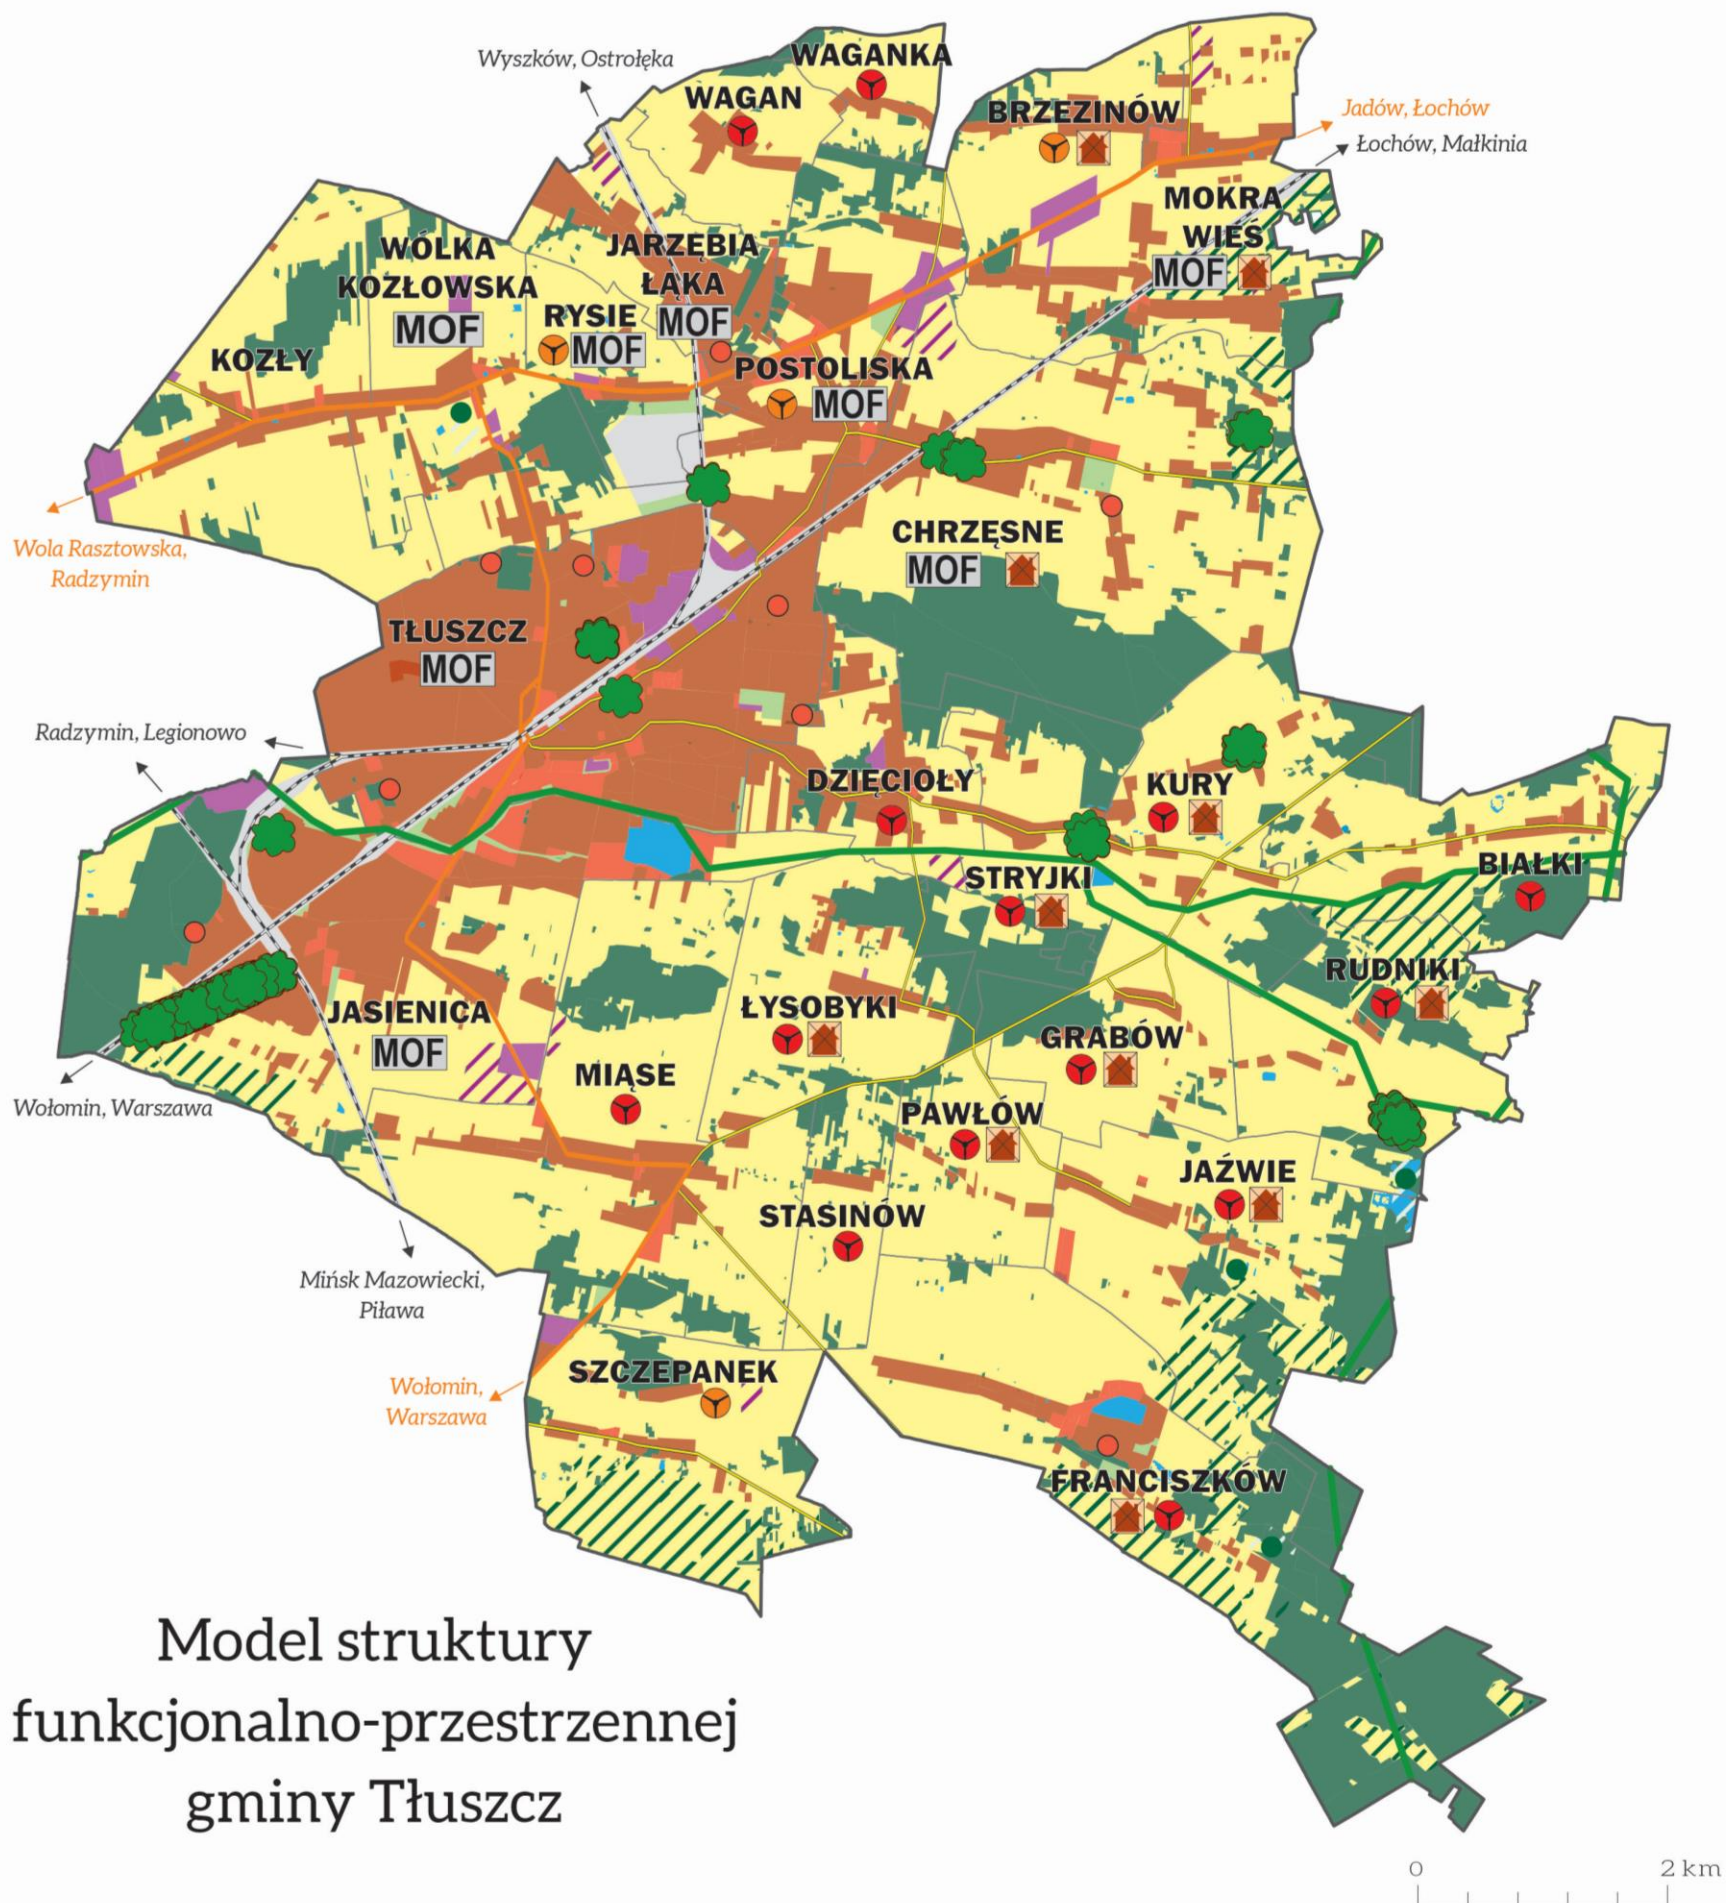 Wyszków, Ostrołęka
WAGANKA
WAGAN
BRZEZINÓW
Jadów, Łochów
Łochów, Małkinia
MOKRA
WIEŚ
MOF
WÓLKA
KOZŁOWSKA
MOF
JARZĘBIA
ŁĄKA
MOF
RYSIE
MOF
KOZŁY
POSTOLISKA
MOF
Wola Rasztowska,
Radzymin
CHRZĘSNE
MOF
TŁUSZCZ
MOF
Radzymin, Legionowo
DZIĘCIOŁY
KURY
STRYJKI
BIAŁKI
RUDNIKI
JASIENICA
MOF
ŁYSOBYKI
GRABÓW
MIĄSE
Wołomin, Warszawa
PAWŁÓW
JAŹWIE
STASINÓW
Mińsk Mazowiecki,
Piława
SZCZEPANEK
Wołomin,
Warszawa
FRANCISZKÓW
Model struktury
funkcjonalno-przestrzennej
gminy Tłuszcz
0 2 km